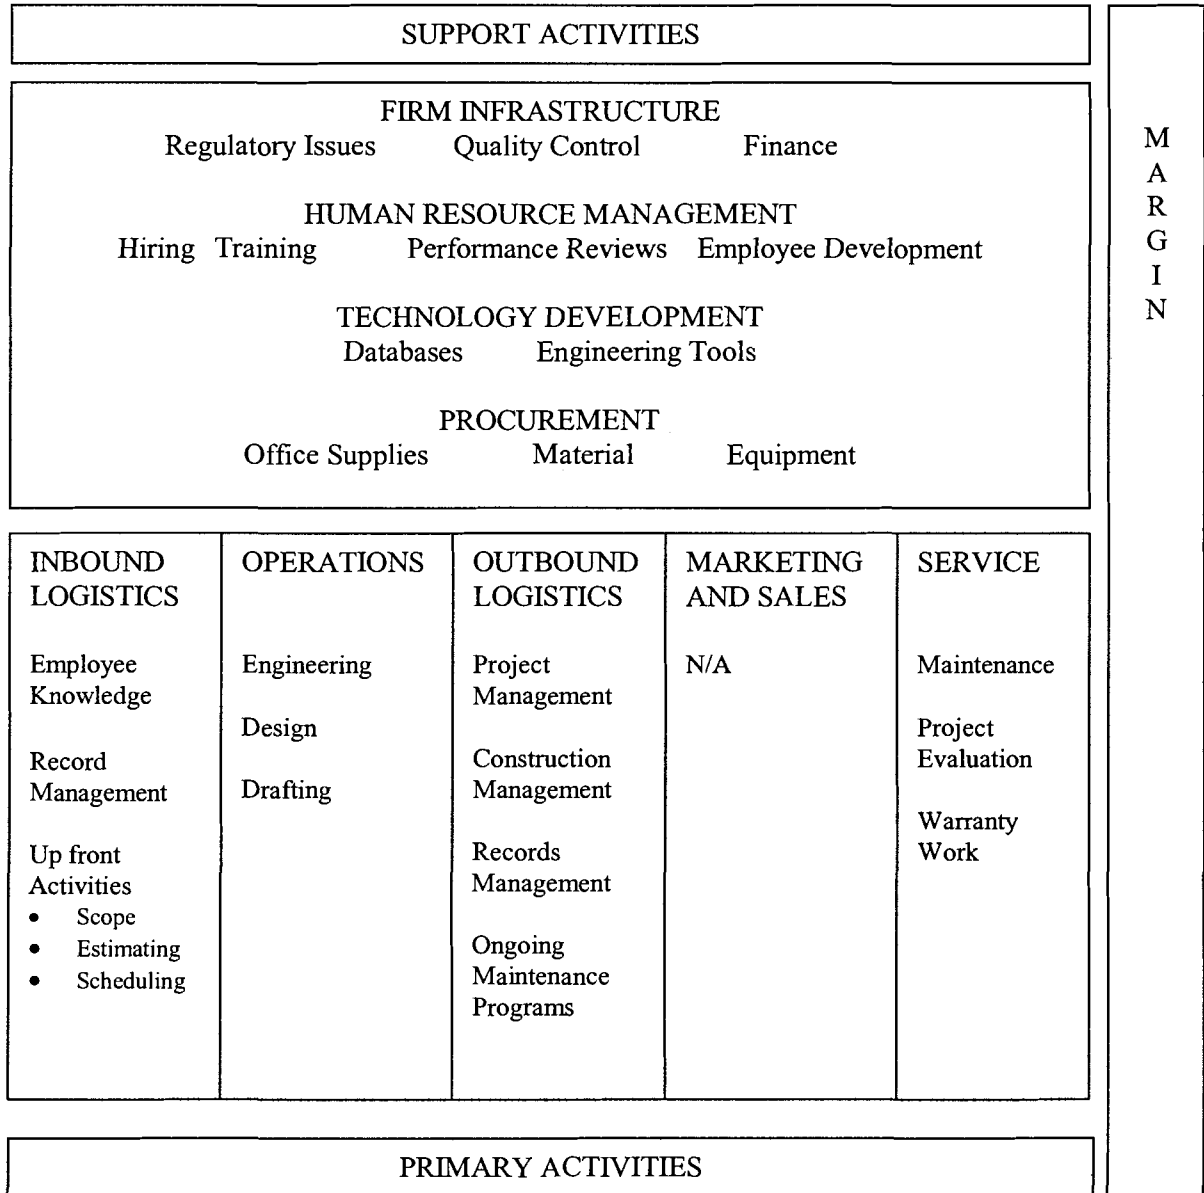 SUPPORT ACTIVITIES
FIRM INFRASTRUCTURE
Regulatory Issues Quality Control Finance
HUMAN RESOURCE MANAGEMENT
Hiring Training Performance Reviews Employee Development
TECHNOLOGY DEVELOPMENT
Databases Engineering Tools
PROCUREMENT
Office Supplies Material Equipment
INBOUND
LOGISTICS
Employee
Knowledge
Record
Management
Up front
Activities
• Scope
• Estimating
• Scheduling
OPERATIONS
Engineering
Design
Drafting
OUTBOUND
LOGISTICS
Project
Management
Construction
Management
Records
Management
Ongoing
Maintenance
Programs
MARKETING
AND SALES
N/A
SERVICE
Maintenance
Project
Evaluation
Warranty
Work
PRIMARY ACTIVITIES
M
A
R
G
I
N